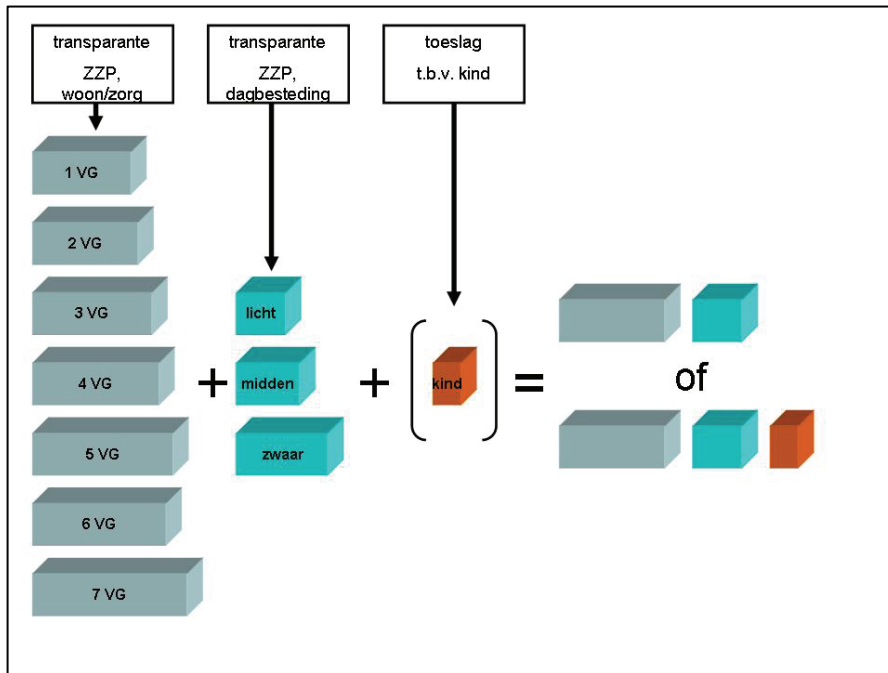 transparante
ZZP,
woon/zorg
transparante
ZZP,
dagbesteding
toeslag
t.b.v. kind
1 VG
2 VG
3 VG
4 VG
5 VG
6 VG
7 VG
+
licht
midden
zwaar
+
kind
=
of